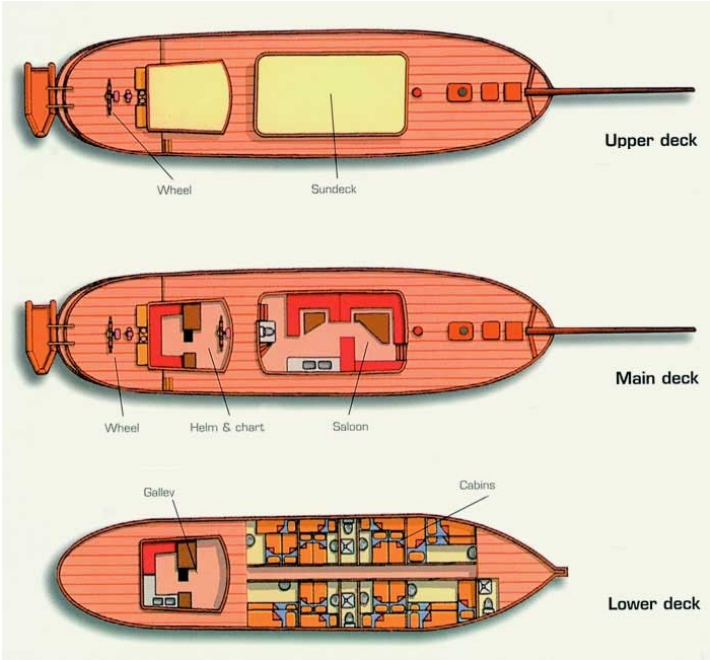 Upper deck
Wheel
Sundeck
Main deck
Wheel
Helm & chart
Saloon
Galley
Cabins
Lower deck